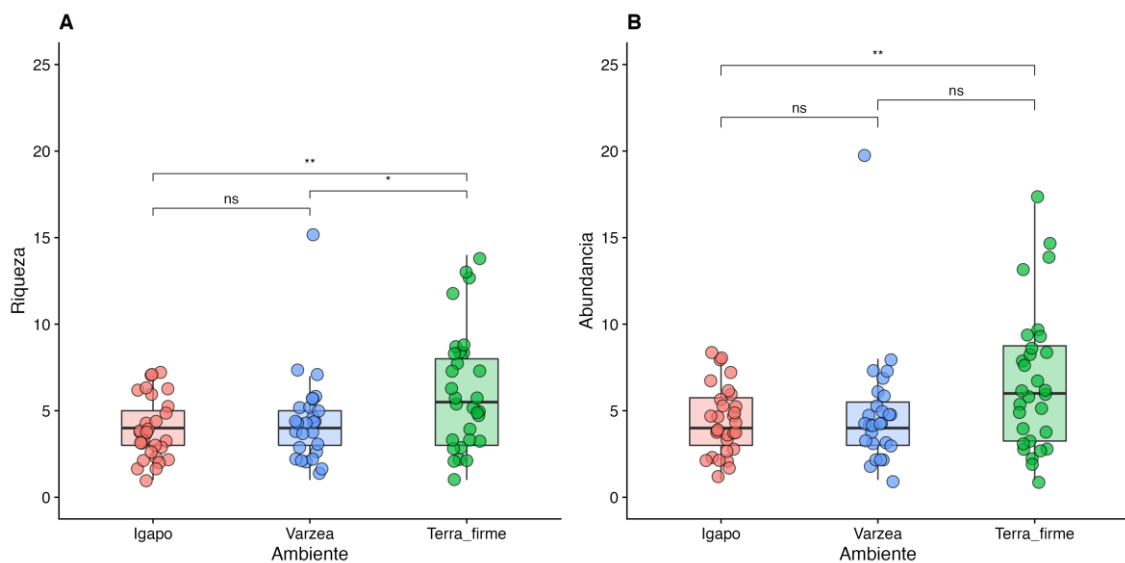 A
Riqueza
25
20
15
10
5
0
**
*
ns
Igapo Varzea Terra_firme
Ambiente
B
Abundancia
25
20
15
10
5
0
**
ns
ns
Igapo Varzea Terra_firme
Ambiente